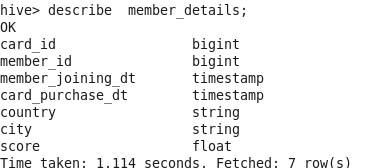 hive> describe  member_details;
OK
card_id                 bigint
member_id               bigint
member_joining_dt       timestamp
card_purchase_dt        timestamp
country                 string
city                    string
score                   float
Time taken: 1.114 seconds, Fetched: 7 row(s)